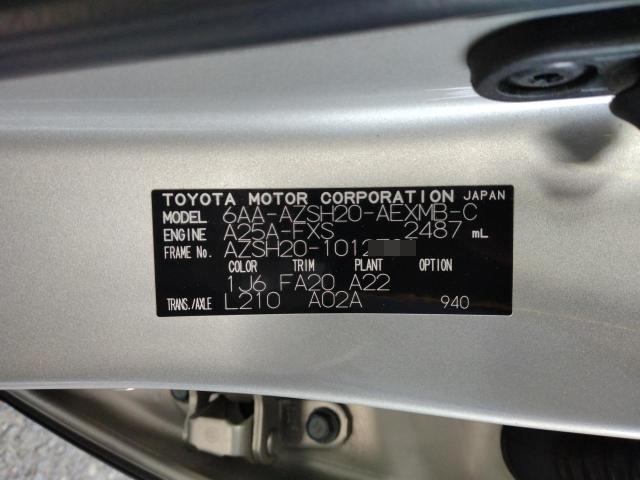 TOYOTA MOTOR CORPORATION JAPAN
MODEL 6AA-AZSH20-AEXMB-C
ENGINE A25A-FXS 2487 mL
FRAME No. AZSH20-1012
COLOR TRIM PLANT OPTION
1J6 FA20 A22
TRANS./AXLE L210 A02A 940